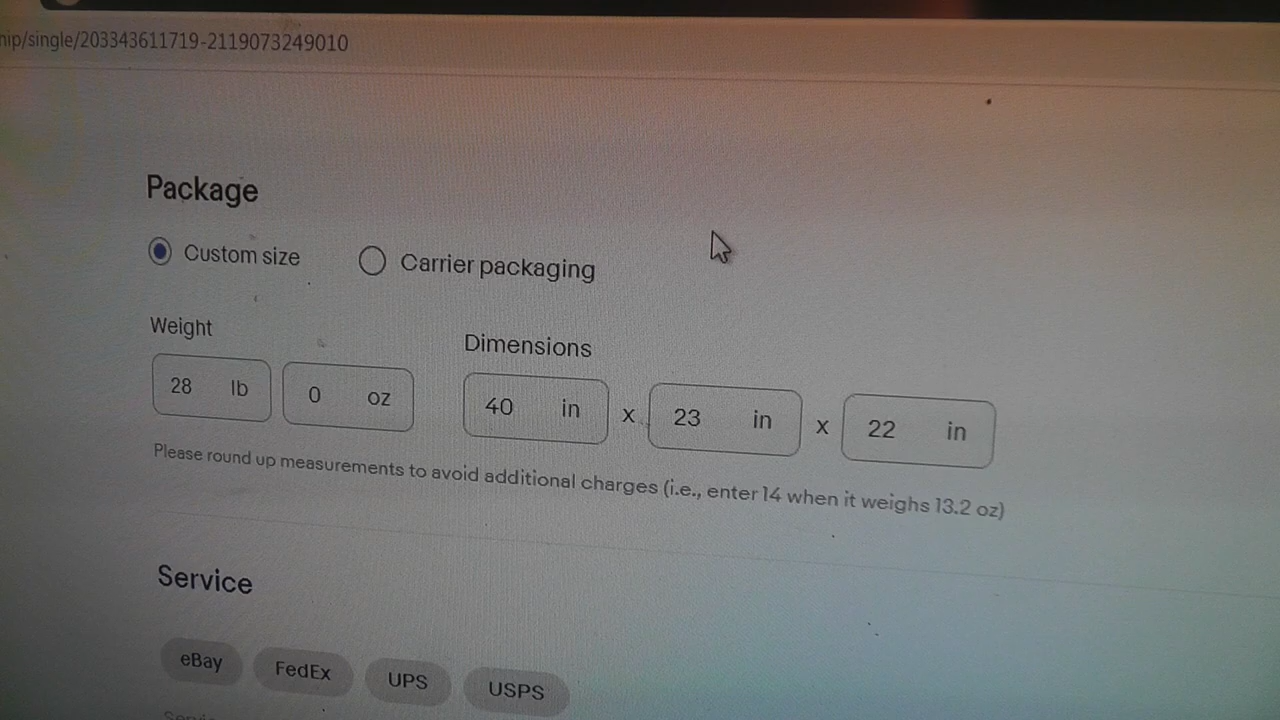 hip/single/203343611719-2119073249010
Package
Custom size Carrier packaging
Weight Dimensions
28 lb 0 oz 40 in x 23 in x 22 in
Please round up measurements to avoid additional charges (i.e., enter 14 when it weighs 13.2 oz)
Service
eBay FedEx UPS USPS